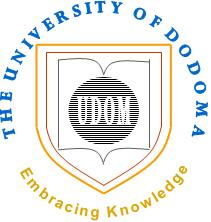 THE UNIVERSITY OF DODOMA
UDOM
Embracing Knowledge